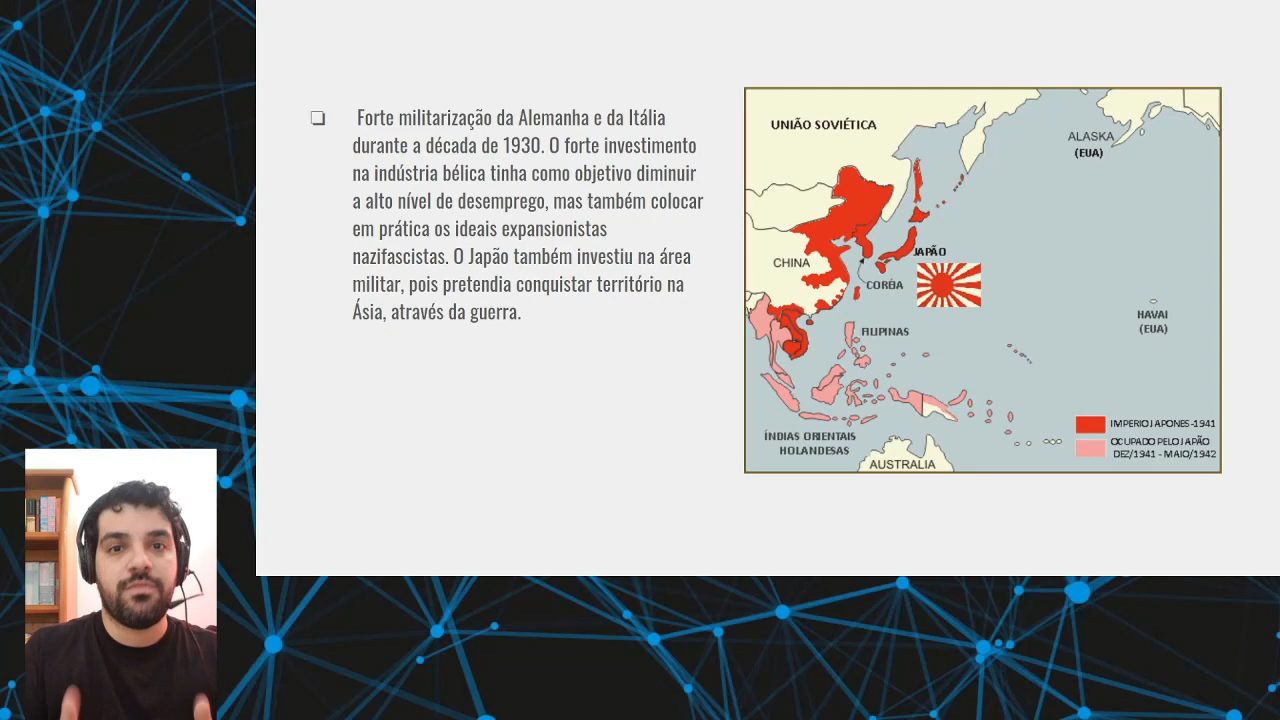 Forte militarização da Alemanha e da Itália
durante a década de 1930. O forte investimento
na indústria bélica tinha como objetivo diminuir
a alto nível de desemprego, mas também colocar
em prática os ideais expansionistas
nazifascistas. O Japão também investiu na área
militar, pois pretendia conquistar território na
Ásia, através da guerra.
UNIÃO SOVIÉTICA
ALASKA
(EUA)
JAPÃO
CHINA
CORÉIA
HAVAI
(EUA)
FILIPINAS
IMPERIO JAPONES -1941
OCUPADO PELO JAPÃO
DEZ/1941 - MAIO/1942
ÍNDIAS ORIENTAIS
HOLANDESAS
AUSTRALIA